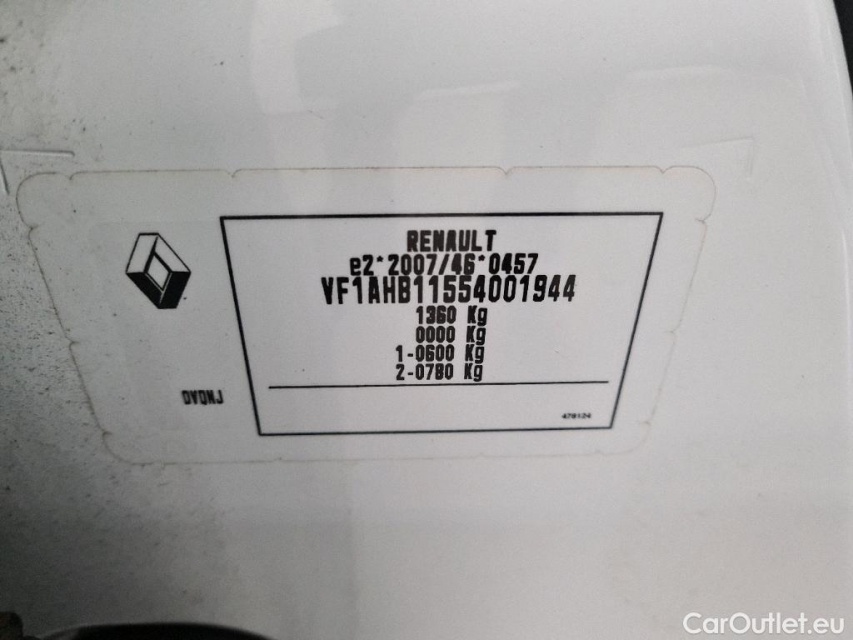 RENAULT
e2*2007/46*0457
VF1AHB11554001944
1360 Kg
0000 Kg
1-0600 Kg
2-0780 Kg
DVQNJ
478124
CarOutlet.eu